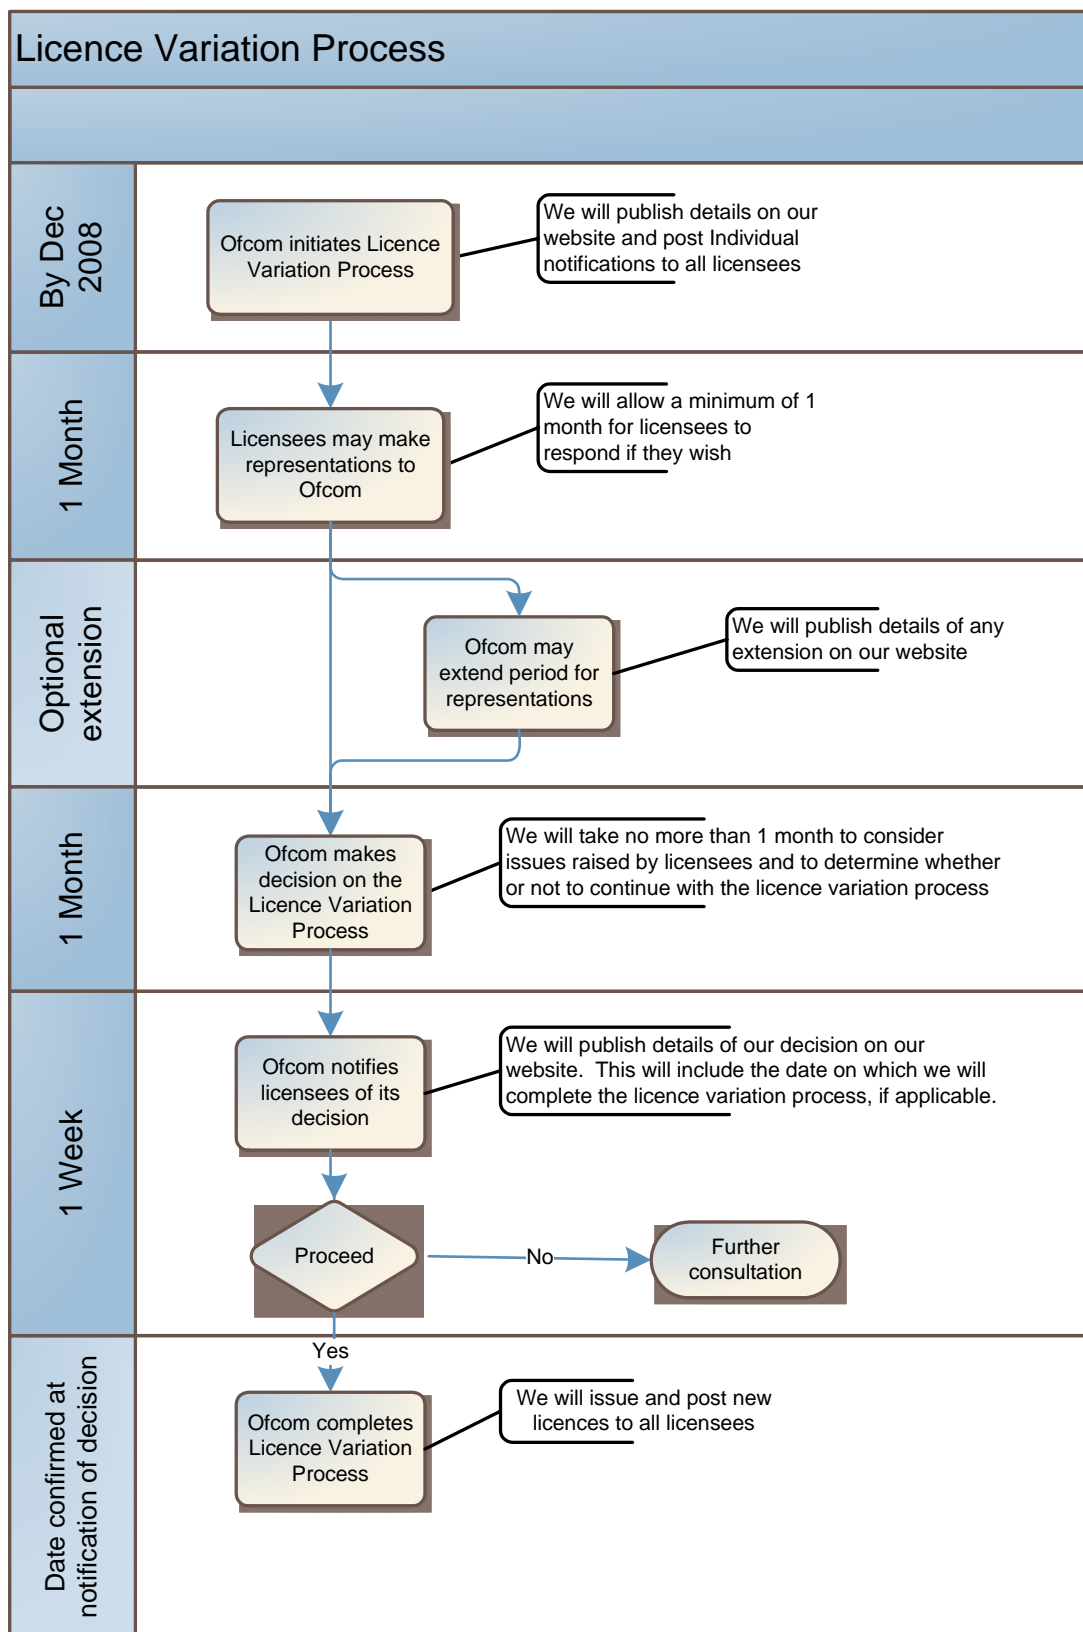 Licence Variation Process
By Dec
2008
Ofcom initiates Licence
Variation Process
We will publish details on our
website and post Individual
notifications to all licensees
1 Month
Licensees may make
representations to
Ofcom
We will allow a minimum of 1
month for licensees to
respond if they wish
Optional
extension
Ofcom may
extend period for
representations
We will publish details of any
extension on our website
1 Month
Ofcom makes
decision on the
Licence Variation
Process
We will take no more than 1 month to consider
issues raised by licensees and to determine whether
or not to continue with the licence variation process
1 Week
Ofcom notifies
licensees of its
decision
We will publish details of our decision on our
website.  This will include the date on which we will
complete the licence variation process, if applicable.
Proceed
No
Further
consultation
Yes
Date confirmed at
notification of decision
Ofcom completes
Licence Variation
Process
We will issue and post new
licences to all licensees